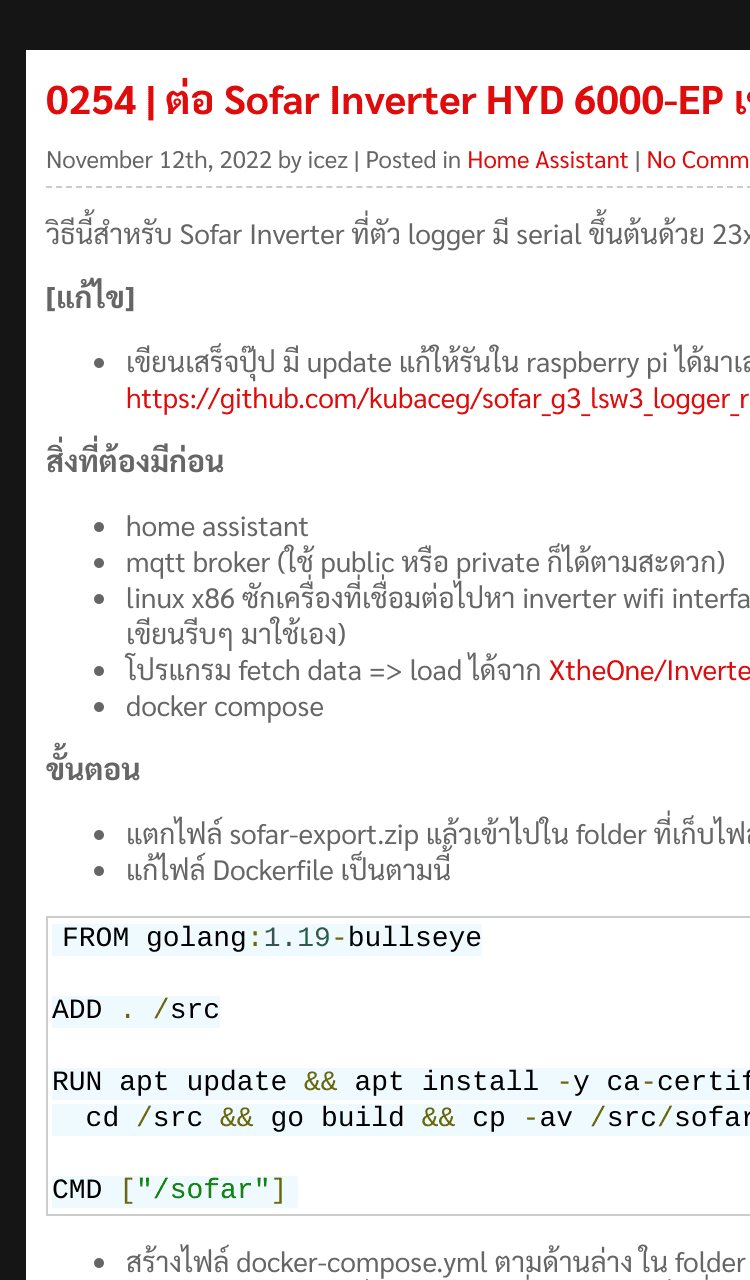 0254 | ต่อ Sofar Inverter HYD 6000-EP
November 12th, 2022 by icez | Posted in Home Assistant | No Comm
วิธีนี้สำหรับ Sofar Inverter ที่ตัว logger มี serial ขึ้นต้นด้วย 23x
[แก้ไข]
• เขียนเสร็จปุ๊ป มี update แก้ให้รันใน raspberry pi ได้มาเ
https://github.com/kubaceg/sofar_g3_lsw3_logger_r
สิ่งที่ต้องมีก่อน
• home assistant
• mqtt broker (ใช้ public หรือ private ก็ได้ตามสะดวก)
• linux x86 ซักเครื่องที่เชื่อมต่อไปหา inverter wifi interfa
เขียนรีบๆ มาใช้เอง)
• โปรแกรม fetch data => load ได้จาก XtheOne/Inverte
• docker compose
ขั้นตอน
• แตกไฟล์ sofar-export.zip แล้วเข้าไปใน folder ที่เก็บไฟล
• แก้ไฟล์ Dockerfile เป็นตามนี้
FROM golang:1.19-bullseye
ADD . /src
RUN apt update && apt install -y ca-certif
cd /src && go build && cp -av /src/sofar
CMD ["/sofar"]
• สร้างไฟล์ docker-compose.yml ตามด้านล่าง ใน folder